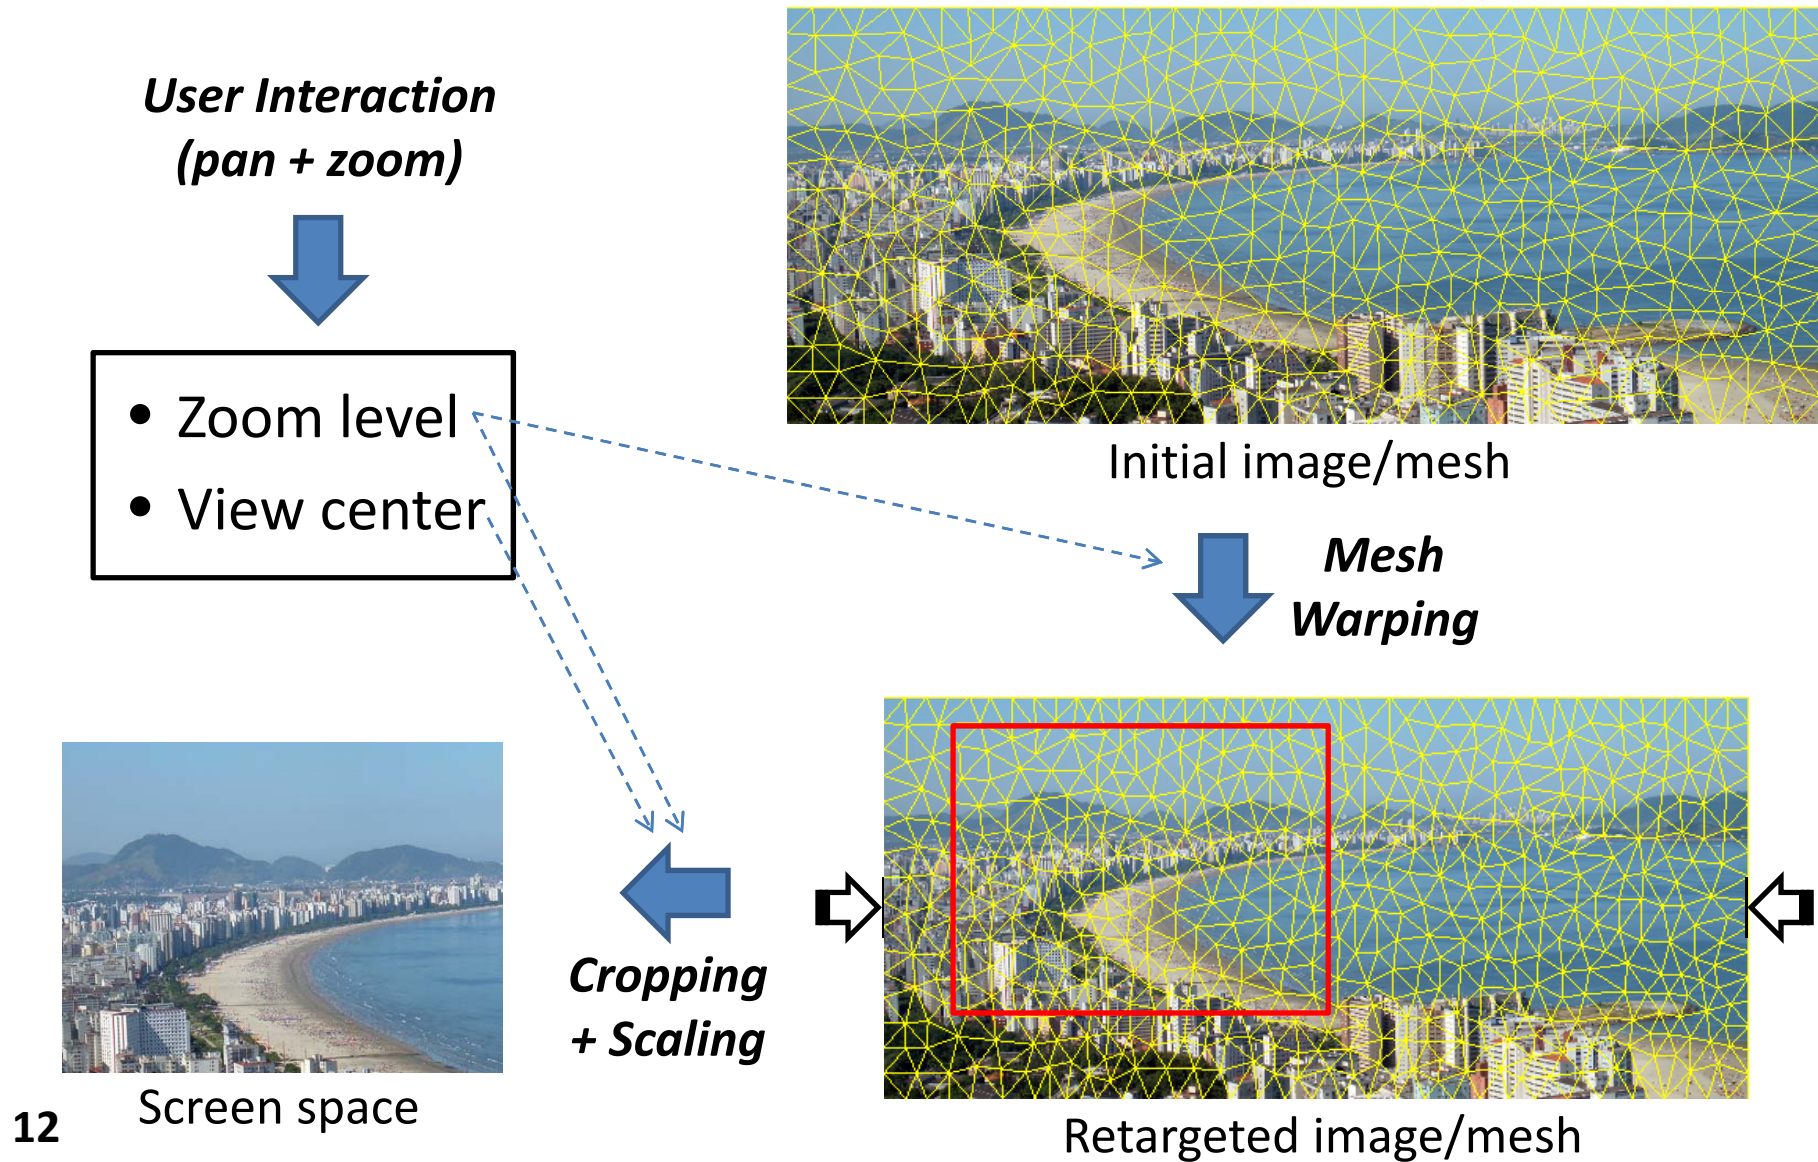 User Interaction
(pan + zoom)
• Zoom level
• View center
Initial image/mesh
Mesh
Warping
Cropping
+ Scaling
Screen space
Retargeted image/mesh
12